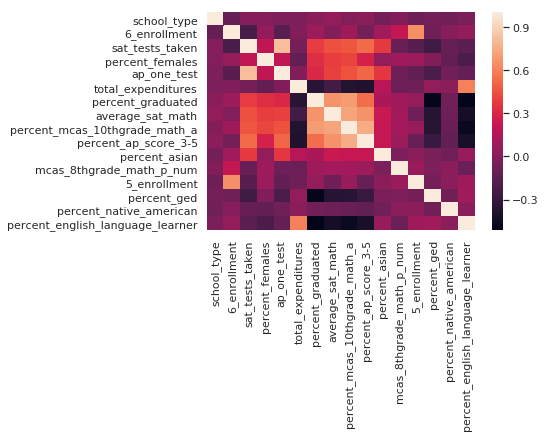 school_type
6_enrollment
sat_tests_taken
percent_females
ap_one_test
total_expenditures
percent_graduated
average_sat_math
percent_mcas_10thgrade_math_a
percent_ap_score_3-5
percent_asian
mcas_8thgrade_math_p_num
5_enrollment
percent_ged
percent_native_american
percent_english_language_learner
school_type
6_enrollment
sat_tests_taken
percent_females
ap_one_test
total_expenditures
percent_graduated
average_sat_math
percent_mcas_10thgrade_math_a
percent_ap_score_3-5
percent_asian
mcas_8thgrade_math_p_num
5_enrollment
percent_ged
percent_native_american
percent_english_language_learner
0.9
0.6
0.3
0.0
−0.3